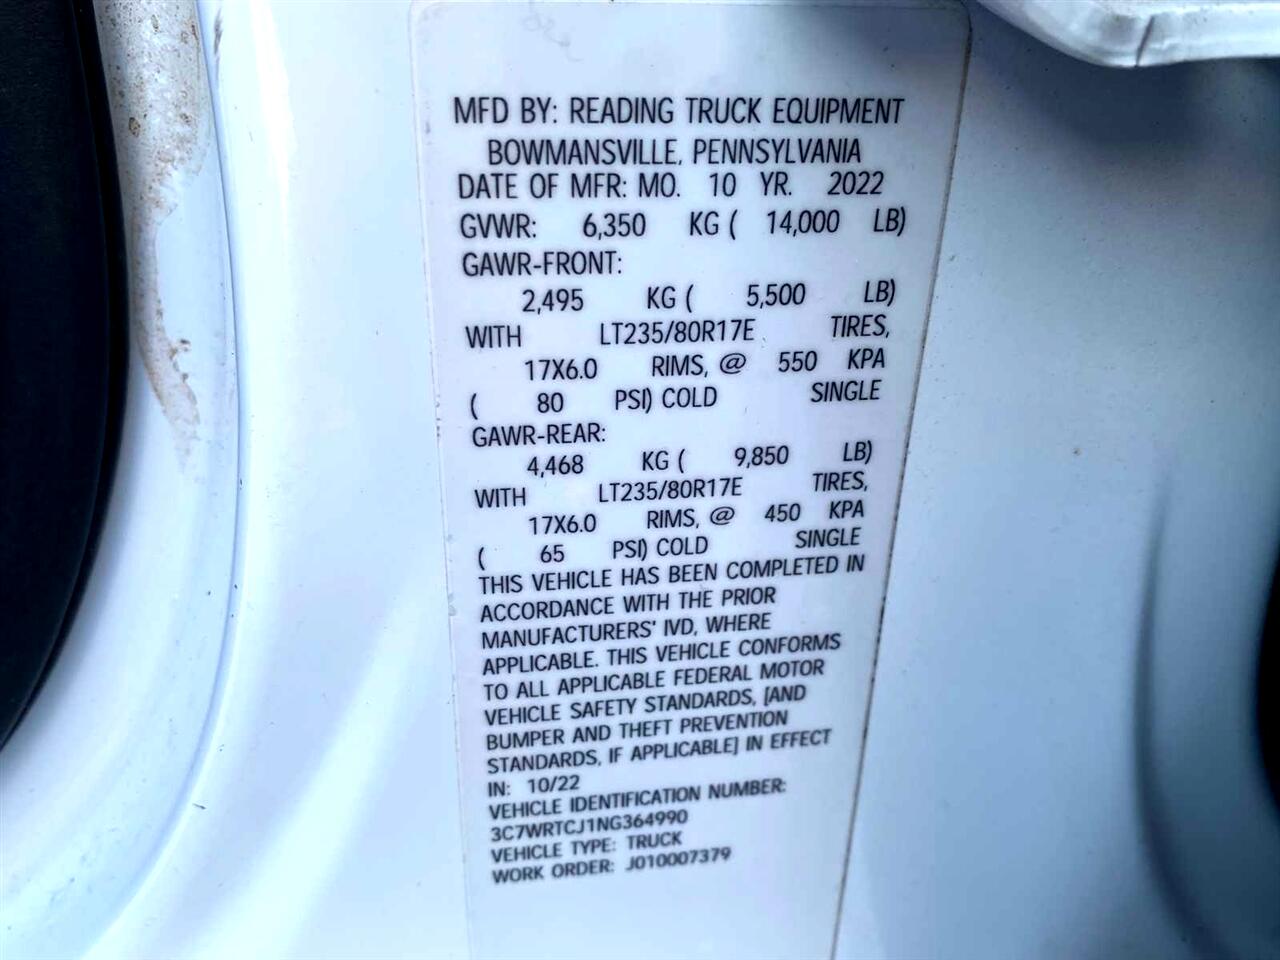 MFD BY: READING TRUCK EQUIPMENT
BOWMANSVILLE, PENNSYLVANIA
DATE OF MFR: MO. 10 YR. 2022
GVWR: 6,350 KG ( 14,000 LB)
GAWR-FRONT:
2,495 KG ( 5,500 LB)
WITH LT235/80R17E TIRES,
17X6.0 RIMS, @ 550 KPA
( 80 PSI) COLD SINGLE
GAWR-REAR:
4,468 KG ( 9,850 LB)
WITH LT235/80R17E TIRES,
17X6.0 RIMS, @ 450 KPA
( 65 PSI) COLD SINGLE
THIS VEHICLE HAS BEEN COMPLETED IN
ACCORDANCE WITH THE PRIOR
MANUFACTURERS' IVD, WHERE
APPLICABLE. THIS VEHICLE CONFORMS
TO ALL APPLICABLE FEDERAL MOTOR
VEHICLE SAFETY STANDARDS, [AND
BUMPER AND THEFT PREVENTION
STANDARDS, IF APPLICABLE] IN EFFECT
IN: 10/22
VEHICLE IDENTIFICATION NUMBER:
3C7WRTCJ1NG364990
VEHICLE TYPE: TRUCK
WORK ORDER: J010007379